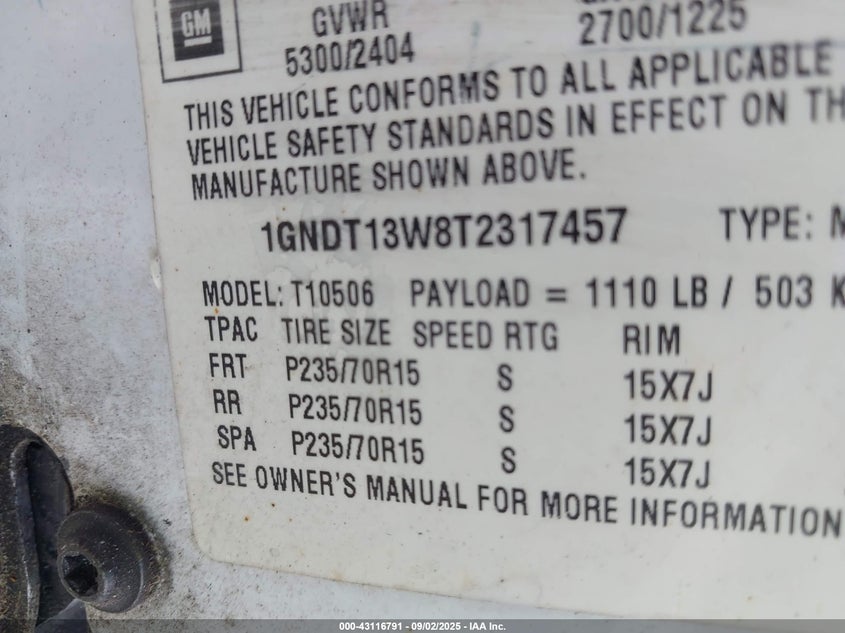 GM
GVWR
5300/2404
2700/1225
THIS VEHICLE CONFORMS TO ALL APPLICABLE
VEHICLE SAFETY STANDARDS IN EFFECT ON
MANUFACTURE SHOWN ABOVE.
1GNDT13W8T2317457 TYPE:
MODEL: T10506 PAYLOAD = 1110 LB / 503
TPAC TIRE SIZE SPEED RTG RIM
FRT P235/70R15 S 15X7J
RR P235/70R15 S 15X7J
SPA P235/70R15 S 15X7J
SEE OWNER'S MANUAL FOR MORE INFORMATION
000-43116791 - 09/02/2025 - IAA Inc.